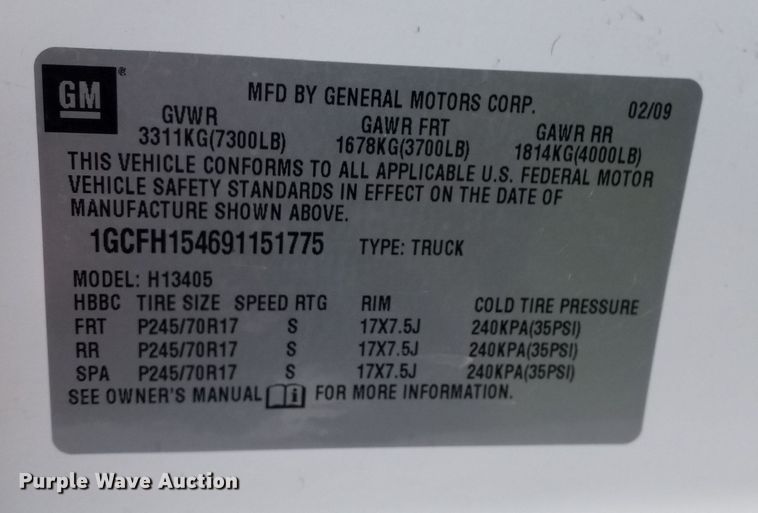 GM®
MFD BY GENERAL MOTORS CORP. 02/09
GVWR GAWR FRT GAWR RR
3311KG(7300LB) 1678KG(3700LB) 1814KG(4000LB)
THIS VEHICLE CONFORMS TO ALL APPLICABLE U.S. FEDERAL MOTOR
VEHICLE SAFETY STANDARDS IN EFFECT ON THE DATE OF
MANUFACTURE SHOWN ABOVE.
1GCFH154691151775 TYPE: TRUCK
MODEL: H13405
HBBC TIRE SIZE SPEED RTG RIM COLD TIRE PRESSURE
FRT P245/70R17 S 17X7.5J 240KPA(35PSI)
RR P245/70R17 S 17X7.5J 240KPA(35PSI)
SPA P245/70R17 S 17X7.5J 240KPA(35PSI)
SEE OWNER'S MANUAL i FOR MORE INFORMATION.
Purple Wave Auction